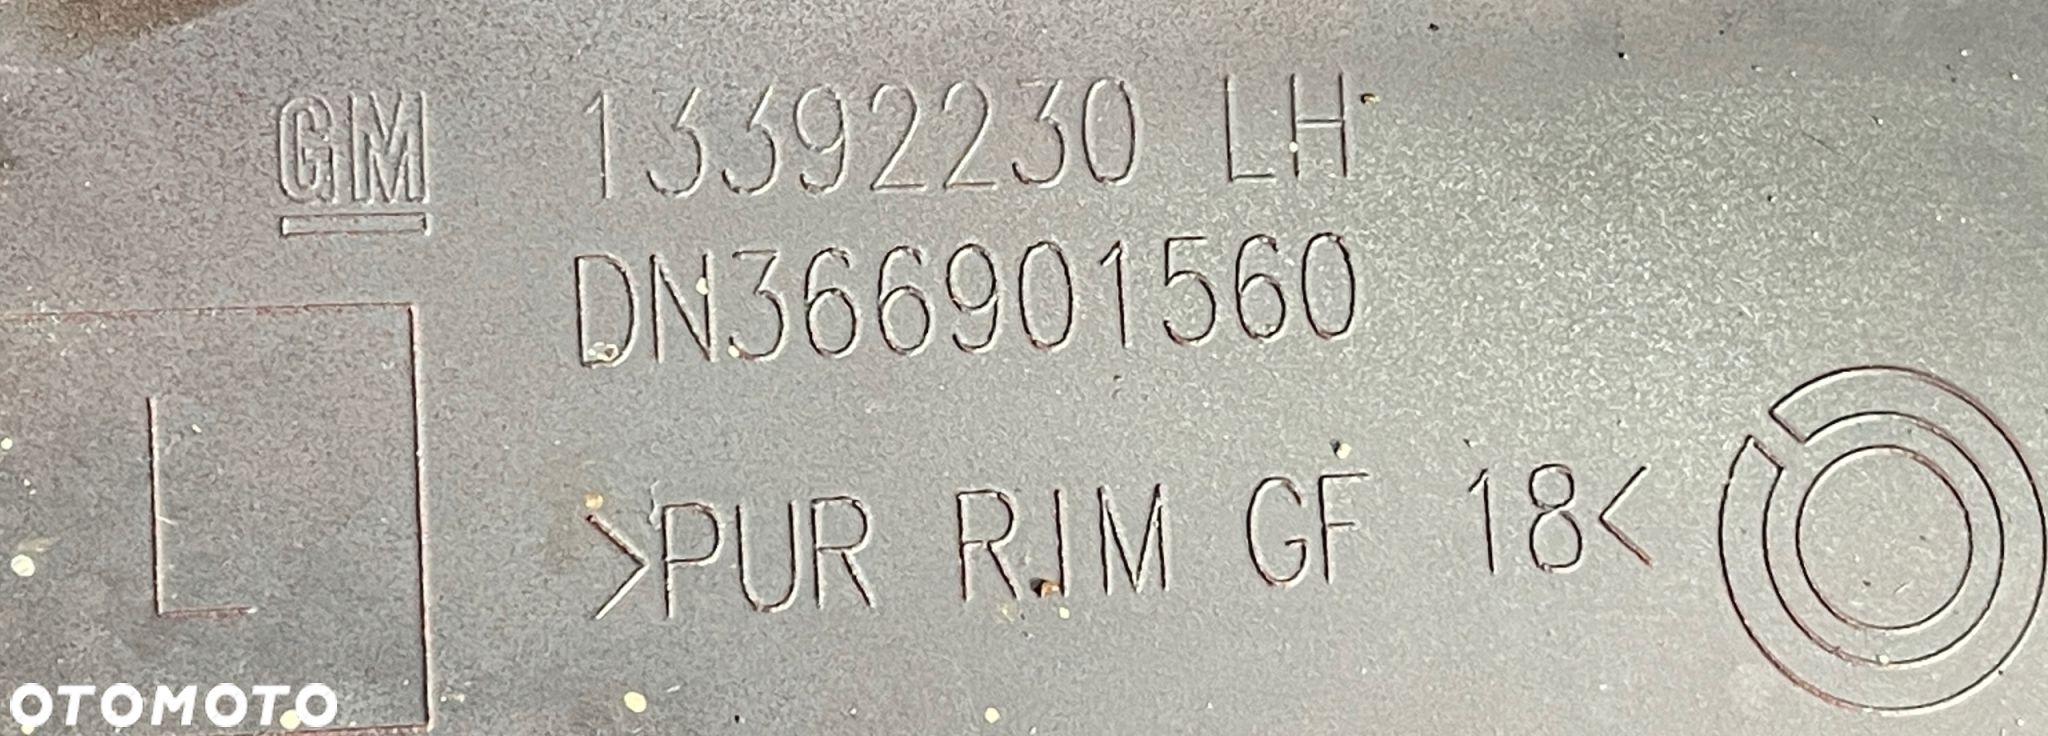 GM 13392230 LH
DN366901560
L
>PUR RIM GF 18<
OTOMOTO